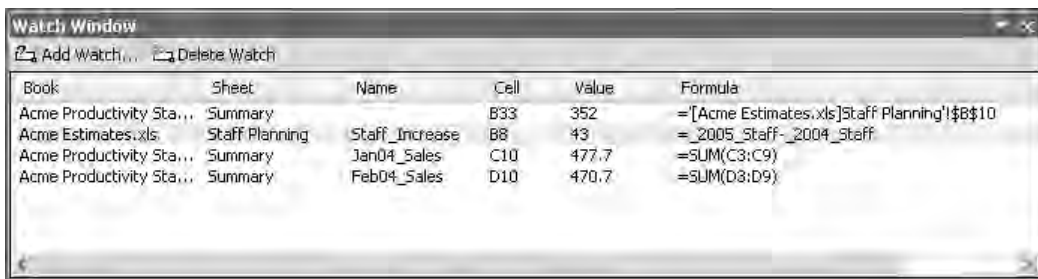 Watch Window
Add Watch... Delete Watch
Book Sheet Name Cell Value Formula
Acme Productivity Sta... Summary B33 352 ='[Acme Estimates.xls]Staff Planning'!$B$10
Acme Estimates.xls Staff Planning Staff_Increase B8 43 =_2005_Staff-_2004_Staff
Acme Productivity Sta... Summary Jan04_Sales C10 477.7 =SUM(C3:C9)
Acme Productivity Sta... Summary Feb04_Sales D10 470.7 =SUM(D3:D9)